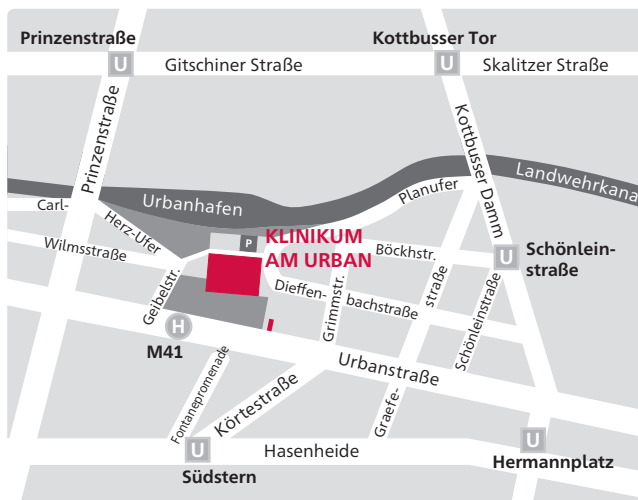 Prinzenstraße
Kottbusser Tor
U
Gitschiner Straße
U
Skalitzer Straße
Prinzenstraße
Kottbusser Damm
Landwehrkana
Planufer
Urbanhafen
Carl-
Herz-Ufer
P
KLINIKUM
AM URBAN
Wilmsstraße
Böckhstr.
U
Schönlein-
straße
Geibelstr.
Dieffen-
bachstraße
Grimmstr.
straße
Schönleinstraße
H
M41
Urbanstraße
Fontanepromenade
Körtestraße
Graefe-
U
Südstern
Hasenheide
U
Hermannplatz